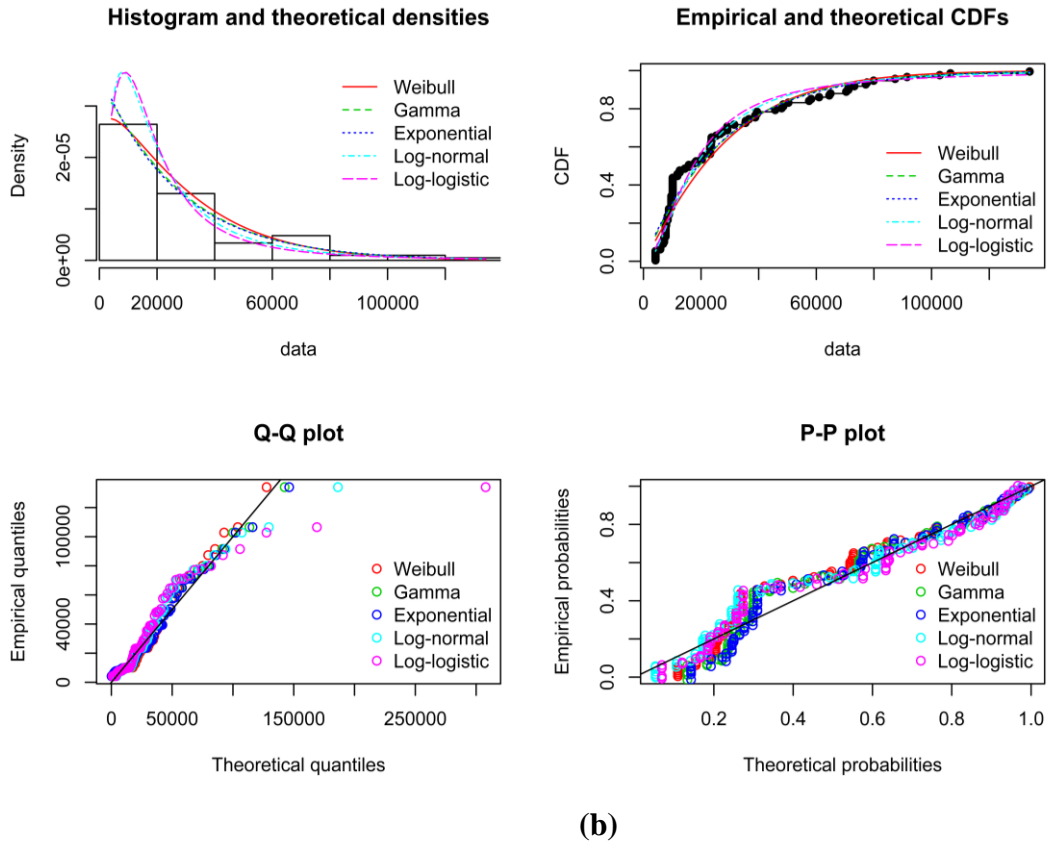 Histogram and theoretical densities
Density
0e+00
2e-05
Weibull
Gamma
Exponential
Log-normal
Log-logistic
0 20000 60000 100000
data
Empirical and theoretical CDFs
CDF
0.0
0.4
0.8
Weibull
Gamma
Exponential
Log-normal
Log-logistic
0 20000 60000 100000
data
Q-Q plot
Empirical quantiles
0
40000
100000
Weibull
Gamma
Exponential
Log-normal
Log-logistic
0 50000 150000 250000
Theoretical quantiles
P-P plot
Empirical probabilities
0.0
0.4
0.8
Weibull
Gamma
Exponential
Log-normal
Log-logistic
0.2 0.4 0.6 0.8 1.0
Theoretical probabilities
(b)